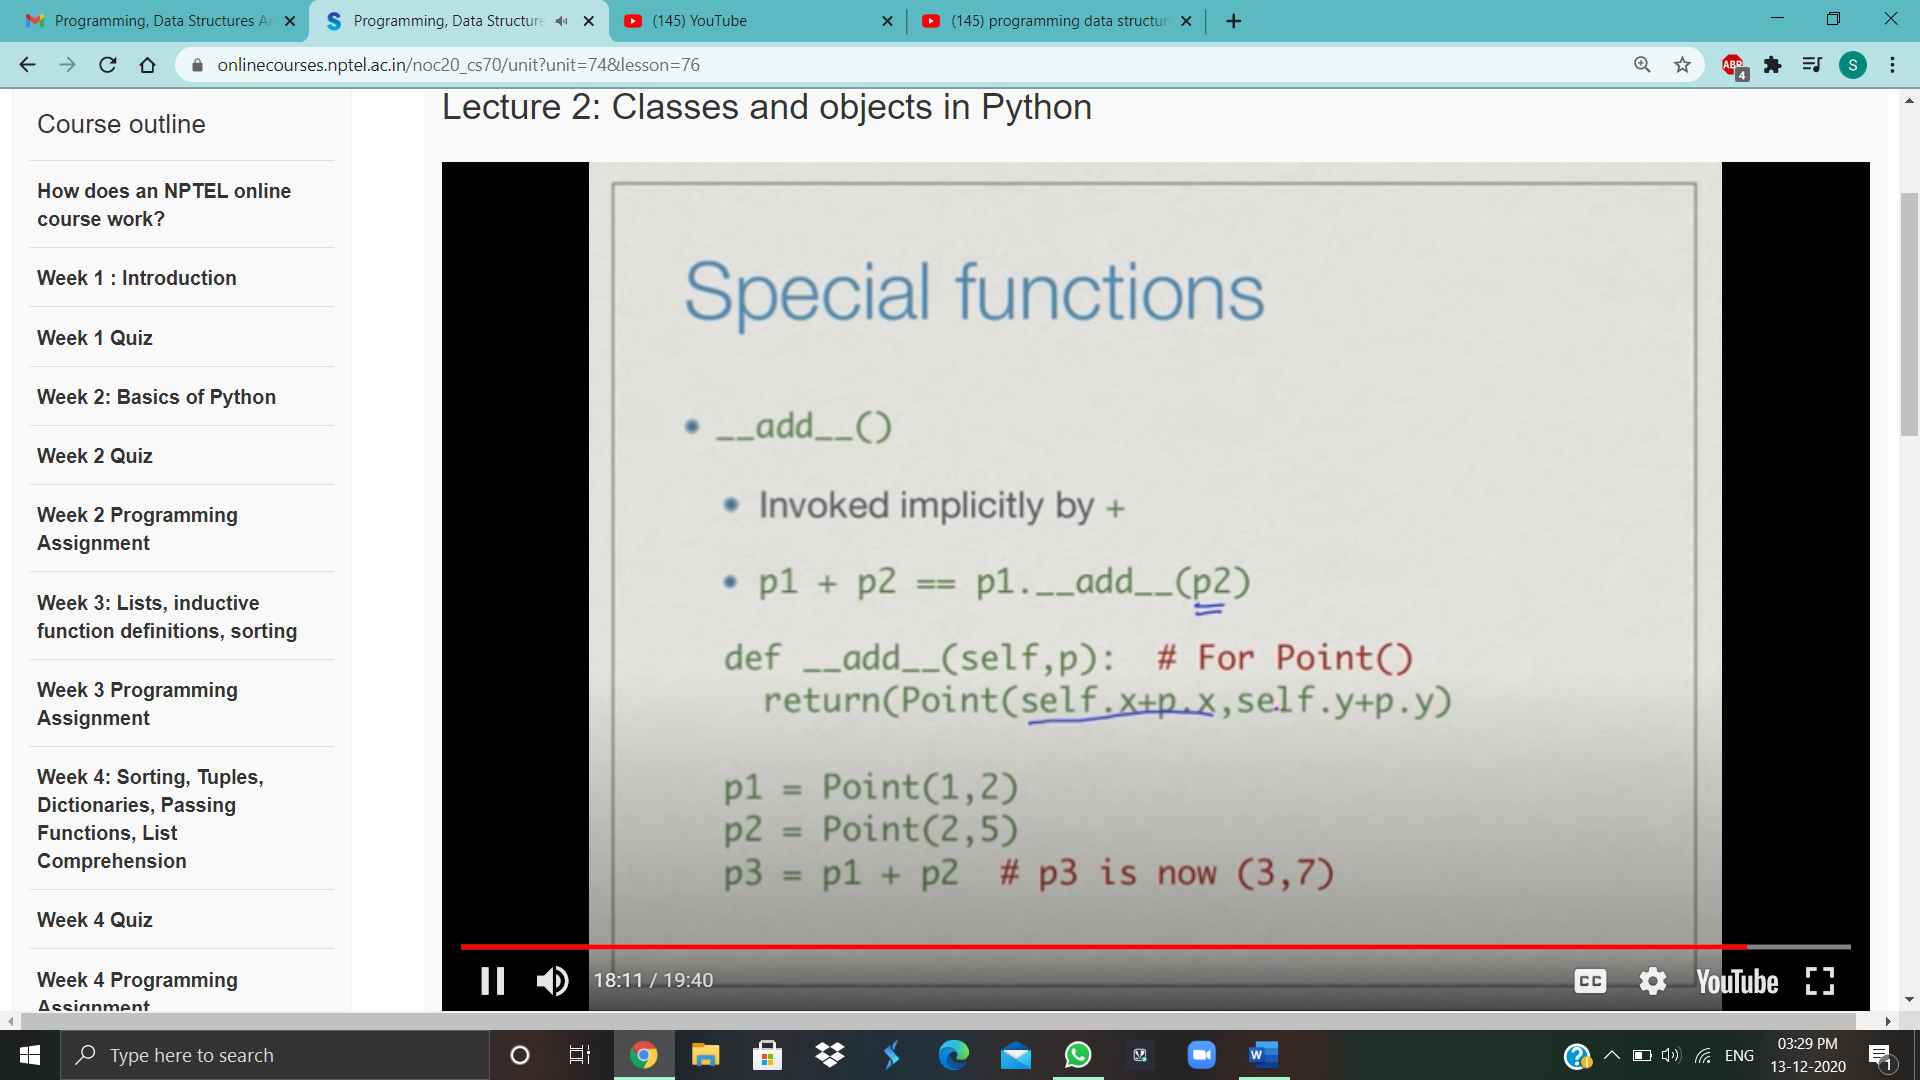 Programming, Data Structures A
Programming, Data Structure
(145) YouTube
(145) programming data structu
onlinecourses.nptel.ac.in/noc20_cs70/unit?unit=74&lesson=76
ABP
4
S
Course outline
How does an NPTEL online
course work?
Week 1 : Introduction
Week 1 Quiz
Week 2: Basics of Python
Week 2 Quiz
Week 2 Programming
Assignment
Week 3: Lists, inductive
function definitions, sorting
Week 3 Programming
Assignment
Week 4: Sorting, Tuples,
Dictionaries, Passing
Functions, List
Comprehension
Week 4 Quiz
Week 4 Programming
Assignment
Lecture 2: Classes and objects in Python
Special functions
• __add__()
• Invoked implicitly by +
• p1 + p2 == p1.__add__(p2)
def __add__(self,p): # For Point()
return(Point(self.x+p.x,self.y+p.y)
p1 = Point(1,2)
p2 = Point(2,5)
p3 = p1 + p2 # p3 is now (3,7)
18:11 / 19:40
CC
YouTube
Type here to search
ENG
03:29 PM
13-12-2020
1